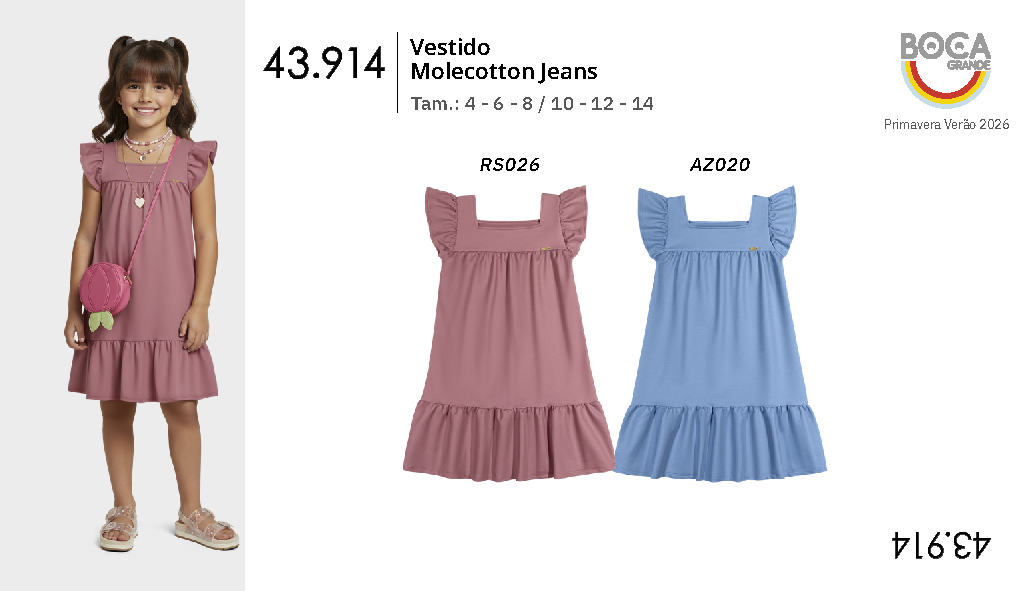 43.914
Vestido
Molecotton Jeans
Tam.: 4 - 6 - 8 / 10 - 12 - 14
BOCA
GRANDE
Primavera Verão 2026
RS026
AZ020
43.914